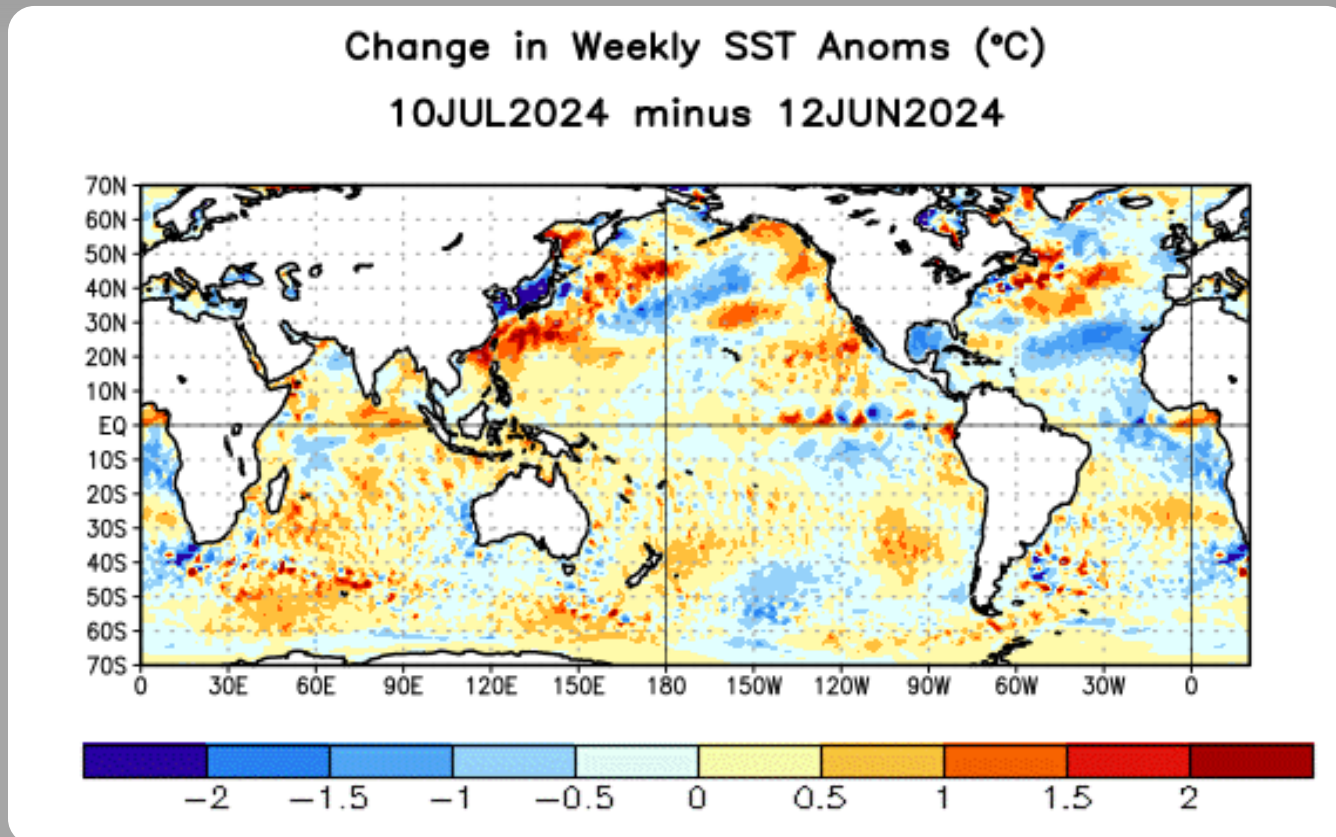 Change in Weekly SST Anoms (°C)
10JUL2024 minus 12JUN2024
70N
60N
50N
40N
30N
20N
10N
EQ
10S
20S
30S
40S
50S
60S
70S
0 30E 60E 90E 120E 150E 180 150W 120W 90W 60W 30W 0
−2 −1.5 −1 −0.5 0 0.5 1 1.5 2